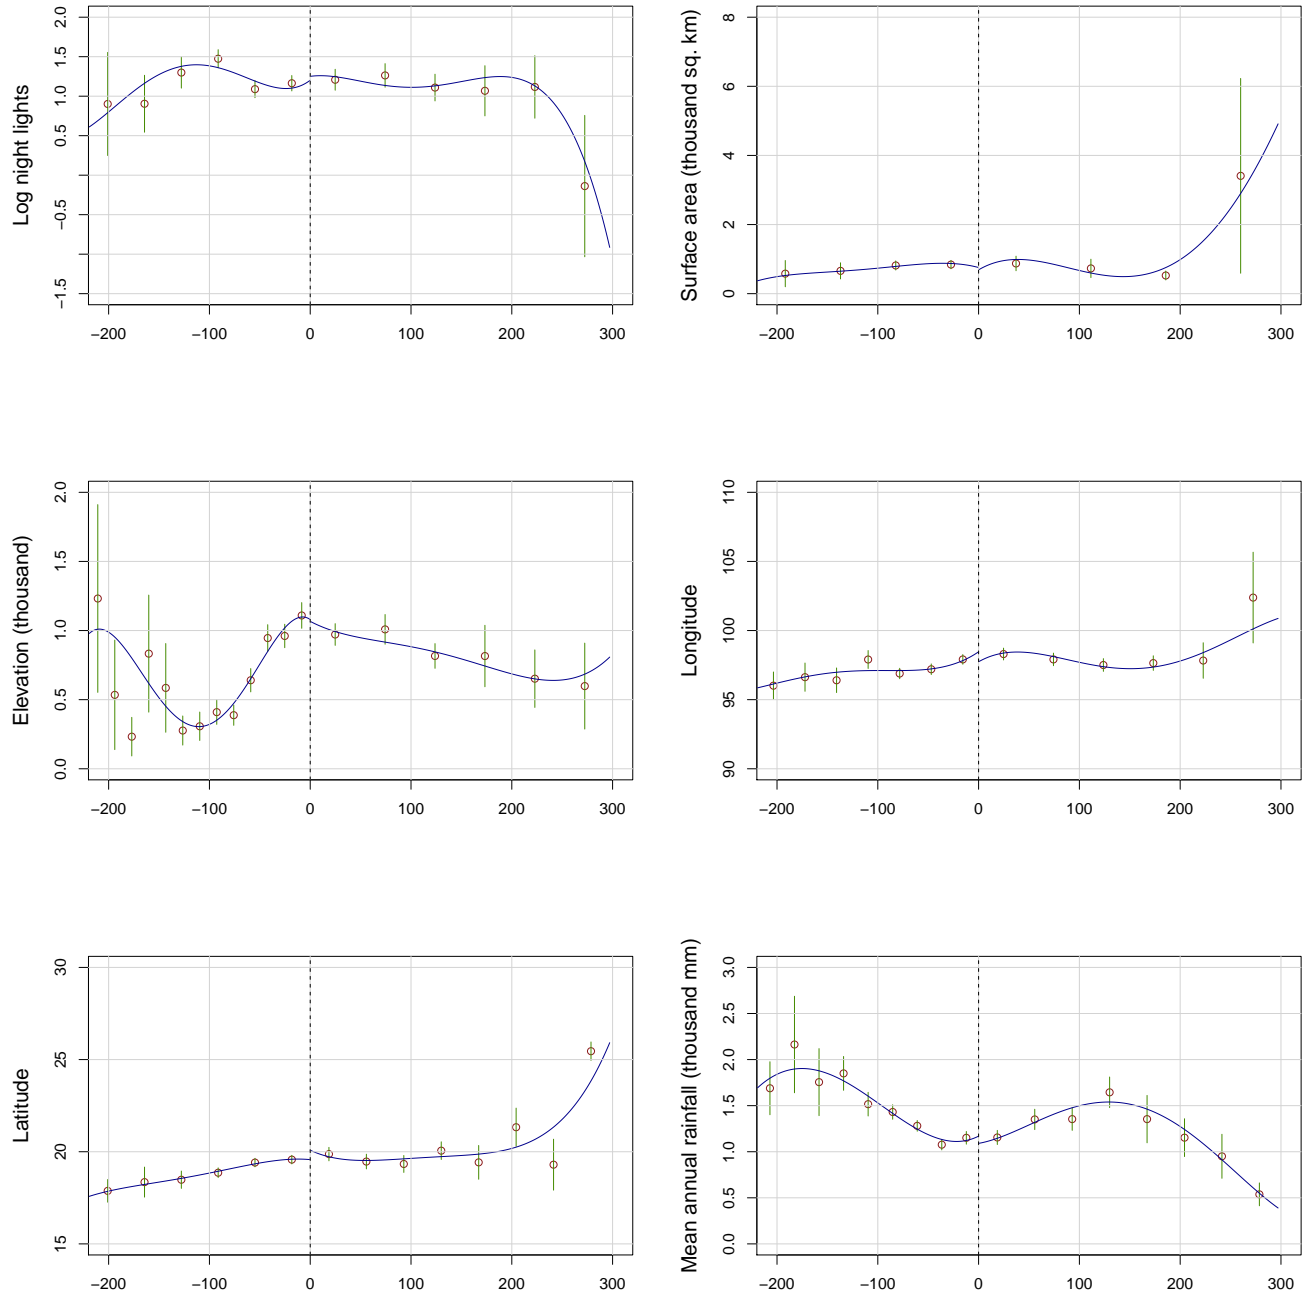 Log night lights
2.0
1.5
1.0
0.5
−0.5
−1.5
−200 −100 0 100 200 300
Surface area (thousand sq. km)
8
6
4
2
0
−200 −100 0 100 200 300
Elevation (thousand)
2.0
1.5
1.0
0.5
0.0
−200 −100 0 100 200 300
Longitude
110
105
100
95
90
−200 −100 0 100 200 300
Latitude
30
25
20
15
−200 −100 0 100 200 300
Mean annual rainfall (thousand mm)
3.0
2.5
2.0
1.5
1.0
0.5
0.0
−200 −100 0 100 200 300